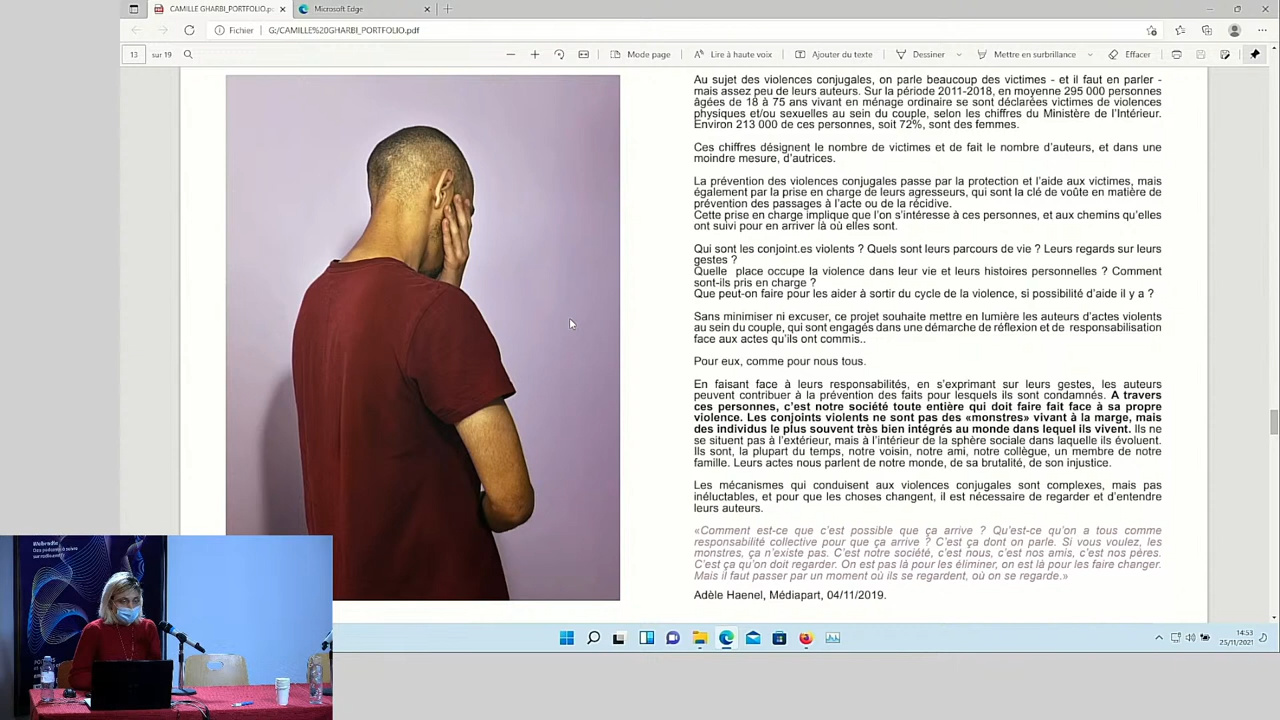 CAMILLE GHARBI_PORTFOLIO.p
Microsoft Edge
Fichier
G:/CAMILLE%20GHARBI_PORTFOLIO.pdf
13
sur 19
Mode page
Lire à haute voix
Ajouter du texte
Dessiner
Mettre en surbrillance
Effacer
Au sujet des violences conjugales, on parle beaucoup des victimes - et il faut en parler -
mais assez peu de leurs auteurs. Sur la période 2011-2018, en moyenne 295 000 personnes
âgées de 18 à 75 ans vivant en ménage ordinaire se sont déclarées victimes de violences
physiques et/ou sexuelles au sein du couple, selon les chiffres du Ministère de l'Intérieur.
Environ 213 000 de ces personnes, soit 72%, sont des femmes.
Ces chiffres désignent le nombre de victimes et de fait le nombre d'auteurs, et dans une
moindre mesure, d'autrices.
La prévention des violences conjugales passe par la protection et l'aide aux victimes, mais
également par la prise en charge de leurs agresseurs, qui sont la clé de voûte en matière de
prévention des passages à l'acte ou de la récidive.
Cette prise en charge implique que l'on s'intéresse à ces personnes, et aux chemins qu'elles
ont suivi pour en arriver là où elles sont.
Qui sont les conjoint.es violents ? Quels sont leurs parcours de vie ? Leurs regards sur leurs
gestes ?
Quelle place occupe la violence dans leur vie et leurs histoires personnelles ? Comment
sont-ils pris en charge ?
Que peut-on faire pour les aider à sortir du cycle de la violence, si possibilité d'aide il y a ?
Sans minimiser ni excuser, ce projet souhaite mettre en lumière les auteurs d'actes violents
au sein du couple, qui sont engagés dans une démarche de réflexion et de responsabilisation
face aux actes qu'ils ont commis..
Pour eux, comme pour nous tous.
En faisant face à leurs responsabilités, en s'exprimant sur leurs gestes, les auteurs
peuvent contribuer à la prévention des faits pour lesquels ils sont condamnés. A travers
ces personnes, c'est notre société toute entière qui doit faire fait face à sa propre
violence. Les conjoints violents ne sont pas des «monstres» vivant à la marge, mais
des individus le plus souvent très bien intégrés au monde dans lequel ils vivent. Ils ne
se situent pas à l'extérieur, mais à l'intérieur de la sphère sociale dans laquelle ils évoluent.
Ils sont, la plupart du temps, notre voisin, notre ami, notre collègue, un membre de notre
famille. Leurs actes nous parlent de notre monde, de sa brutalité, de son injustice.
Les mécanismes qui conduisent aux violences conjugales sont complexes, mais pas
inéluctables, et pour que les choses changent, il est nécessaire de regarder et d'entendre
leurs auteurs.
«Comment est-ce que c'est possible que ça arrive ? Qu'est-ce qu'on a tous comme
responsabilité collective pour que ça arrive ? C'est ça dont on parle. Si vous voulez, les
monstres, ça n'existe pas. C'est notre société, c'est nous, c'est nos amis, c'est nos pères.
C'est ça qu'on doit regarder. On est pas là pour les éliminer, on est là pour les faire changer.
Mais il faut passer par un moment où ils se regardent, où on se regarde.»
Adèle Haenel, Médiapart, 04/11/2019.
Webradio
14:53
25/11/2021